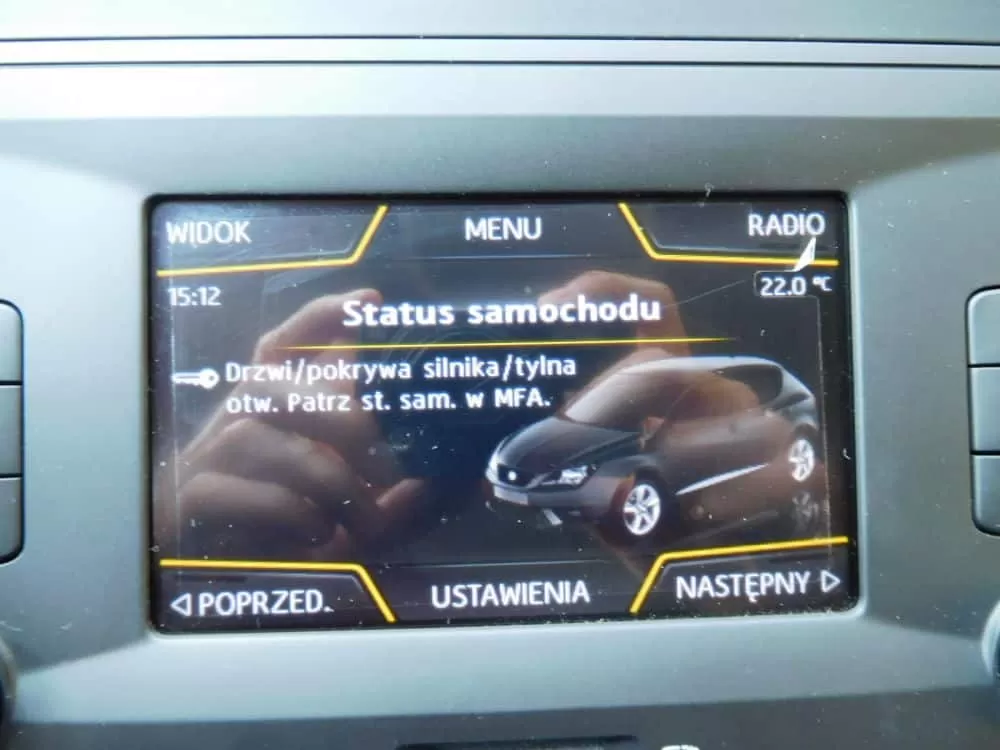 WIDOK
MENU
RADIO
15:12
22.0 °C
Status samochodu
Drzwi/pokrywa silnika/tylna
otw. Patrz st. sam. w MFA.
POPRZED.
USTAWIENIA
NASTĘPNY